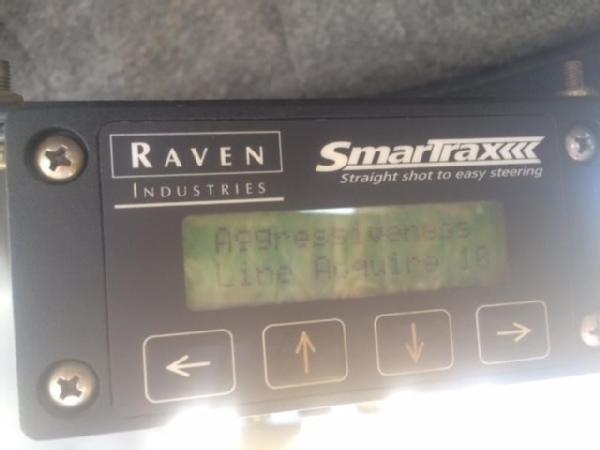 RAVEN
INDUSTRIES
SmarTrax
Straight shot to easy steering
Aggressiveness
Line Acquire 10